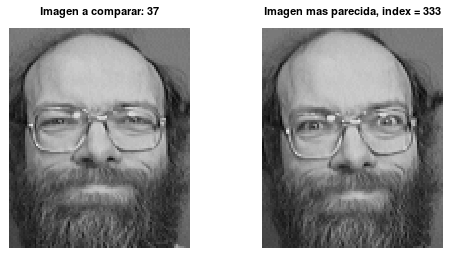 Imagen a comparar: 37
Imagen mas parecida, index = 333